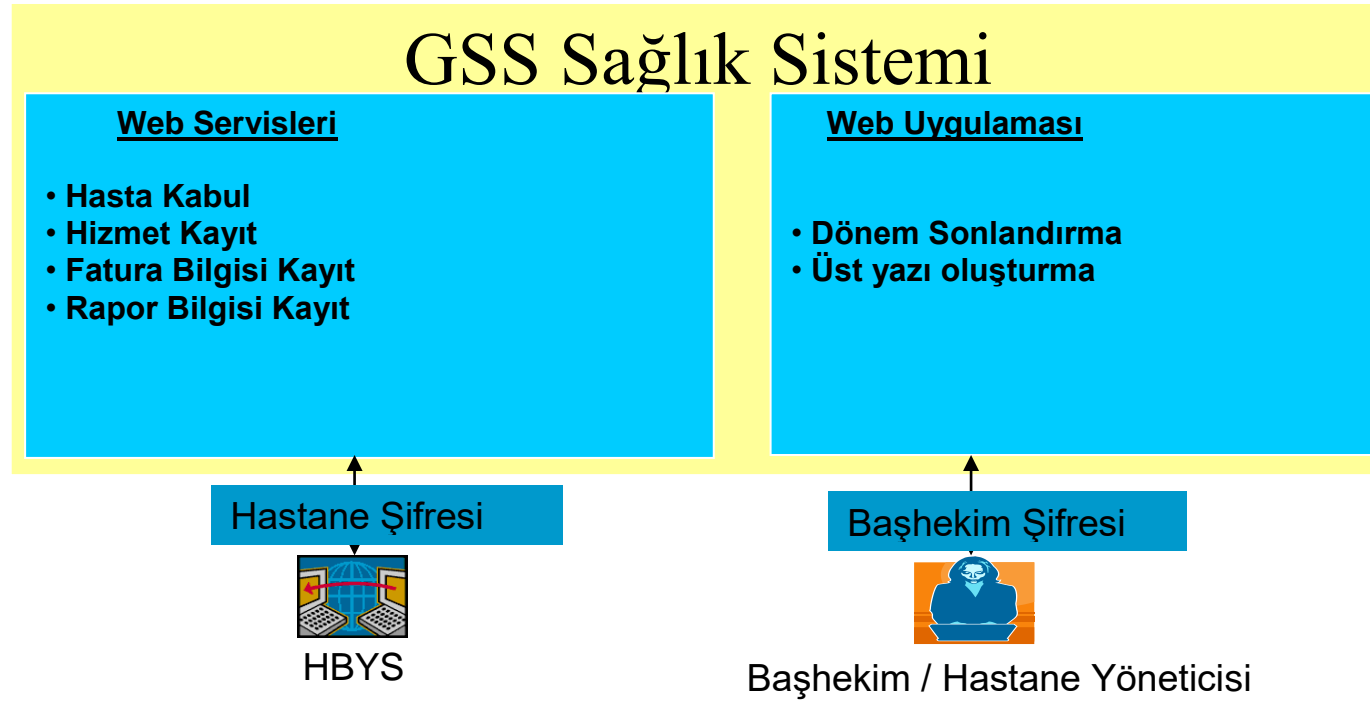 GSS Sağlık Sistemi
Web Servisleri
• Hasta Kabul
• Hizmet Kayıt
• Fatura Bilgisi Kayıt
• Rapor Bilgisi Kayıt
Web Uygulaması
• Dönem Sonlandırma
• Üst yazı oluşturma
Hastane Şifresi
Başhekim Şifresi
HBYS
Başhekim / Hastane Yöneticisi